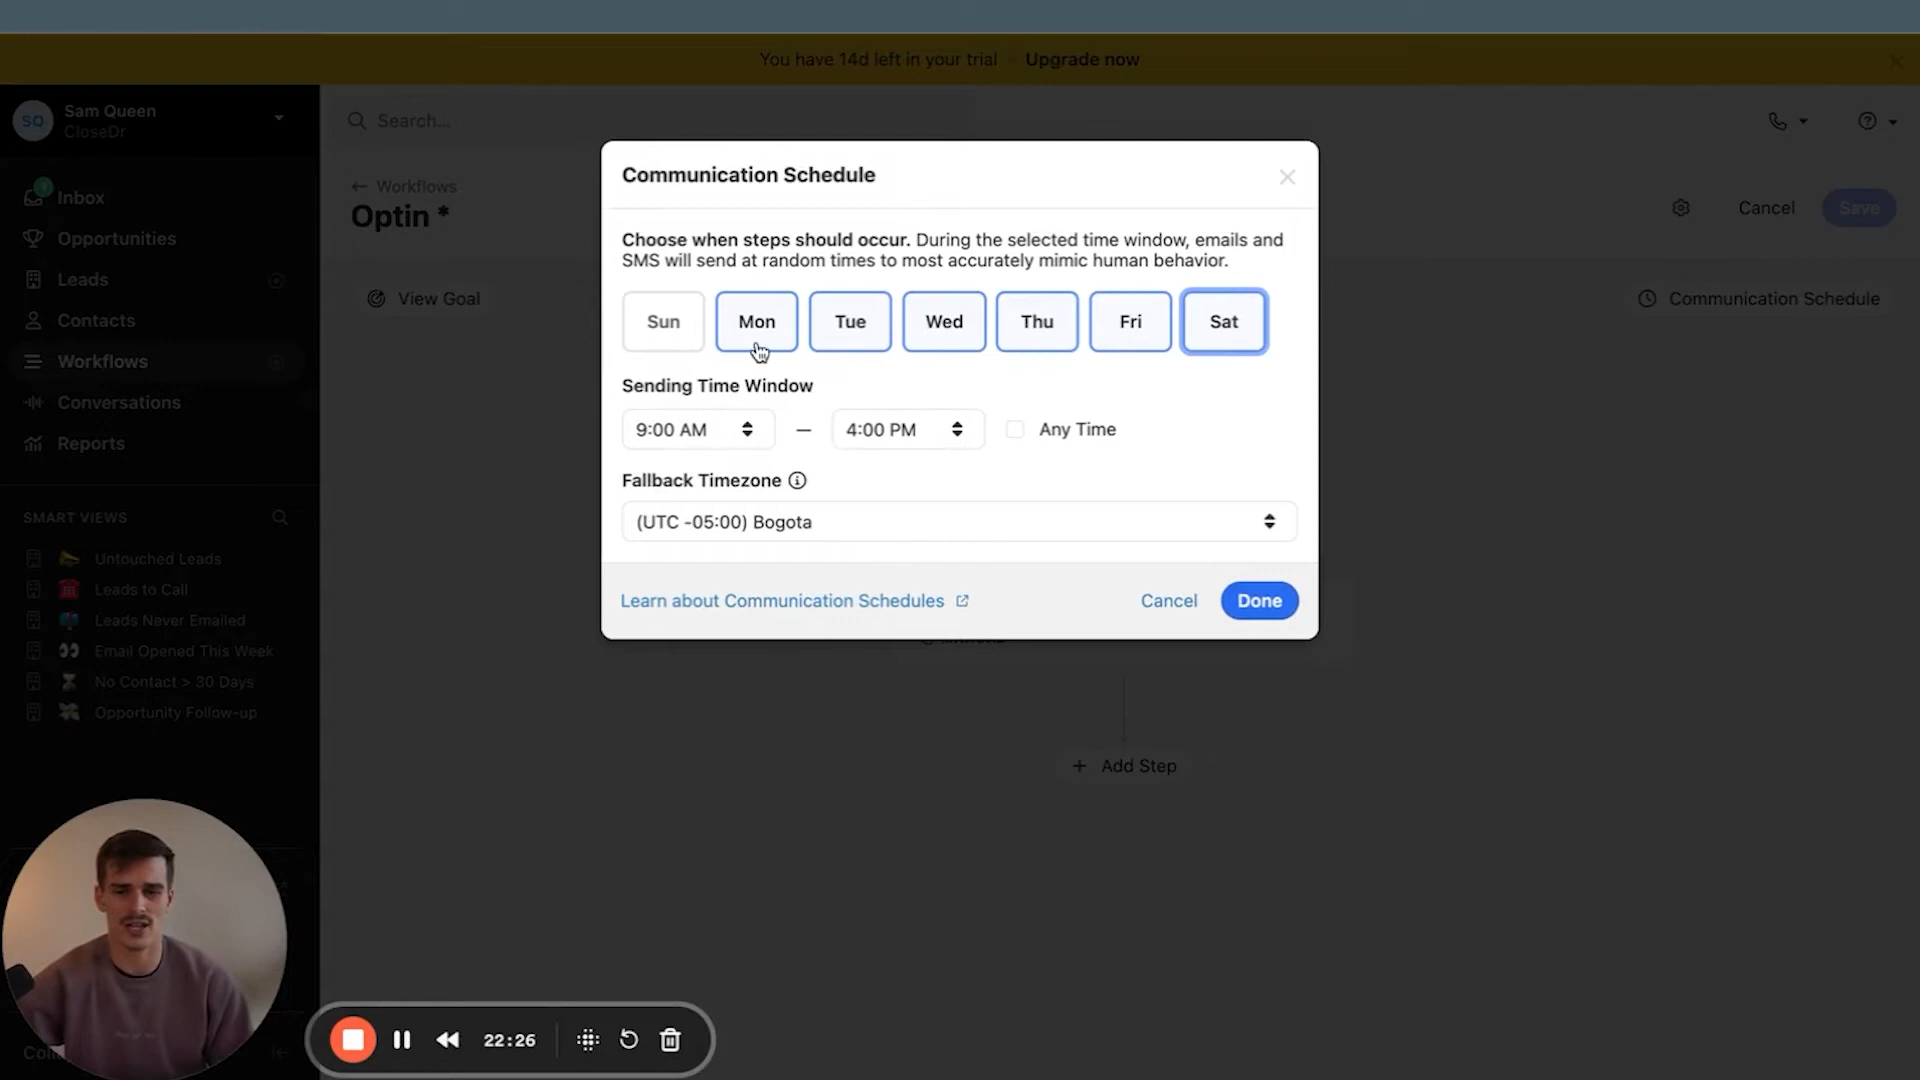 You have 14d left in your trial
Upgrade now
SQ
Sam Queen
CloseDr
Search...
Inbox
Opportunities
Leads
Contacts
Workflows
Conversations
Reports
SMART VIEWS
Untouched Leads
Leads to Call
Leads Never Emailed
Email Opened This Week
No Contact > 30 Days
Opportunity Follow-up
← Workflows
Optin *
Cancel
Save
View Goal
Communication Schedule
Communication Schedule
Choose when steps should occur. During the selected time window, emails and
SMS will send at random times to most accurately mimic human behavior.
Sun Mon Tue Wed Thu Fri Sat
Sending Time Window
9:00 AM — 4:00 PM Any Time
Fallback Timezone
(UTC -05:00) Bogota
Learn about Communication Schedules
Cancel
Done
+ Add Step
22:26